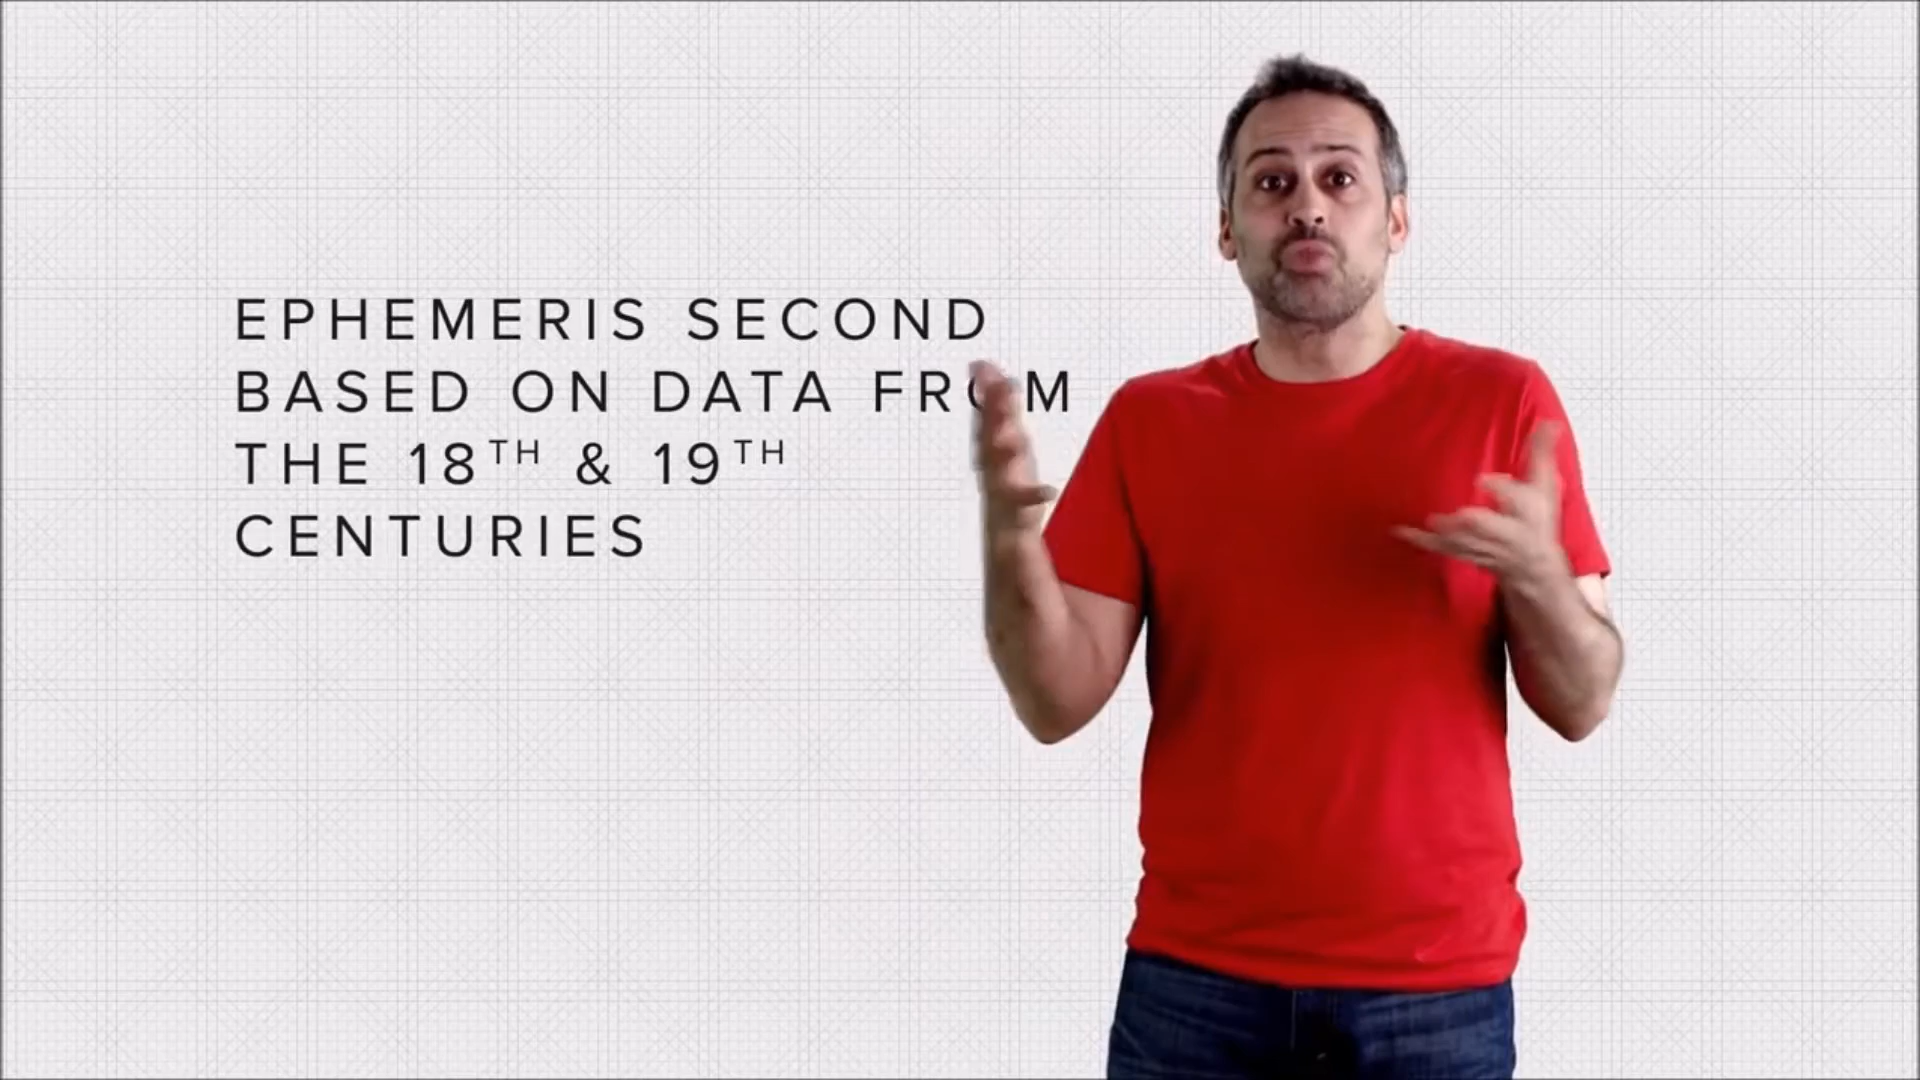 EPHEMERIS SECOND
BASED ON DATA FROM
THE 18TH & 19TH
CENTURIES